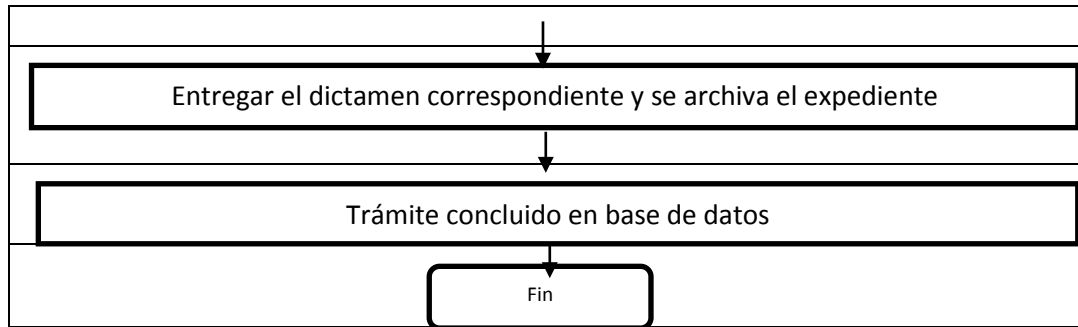 Entregar el dictamen correspondiente y se archiva el expediente
Trámite concluido en base de datos
Fin